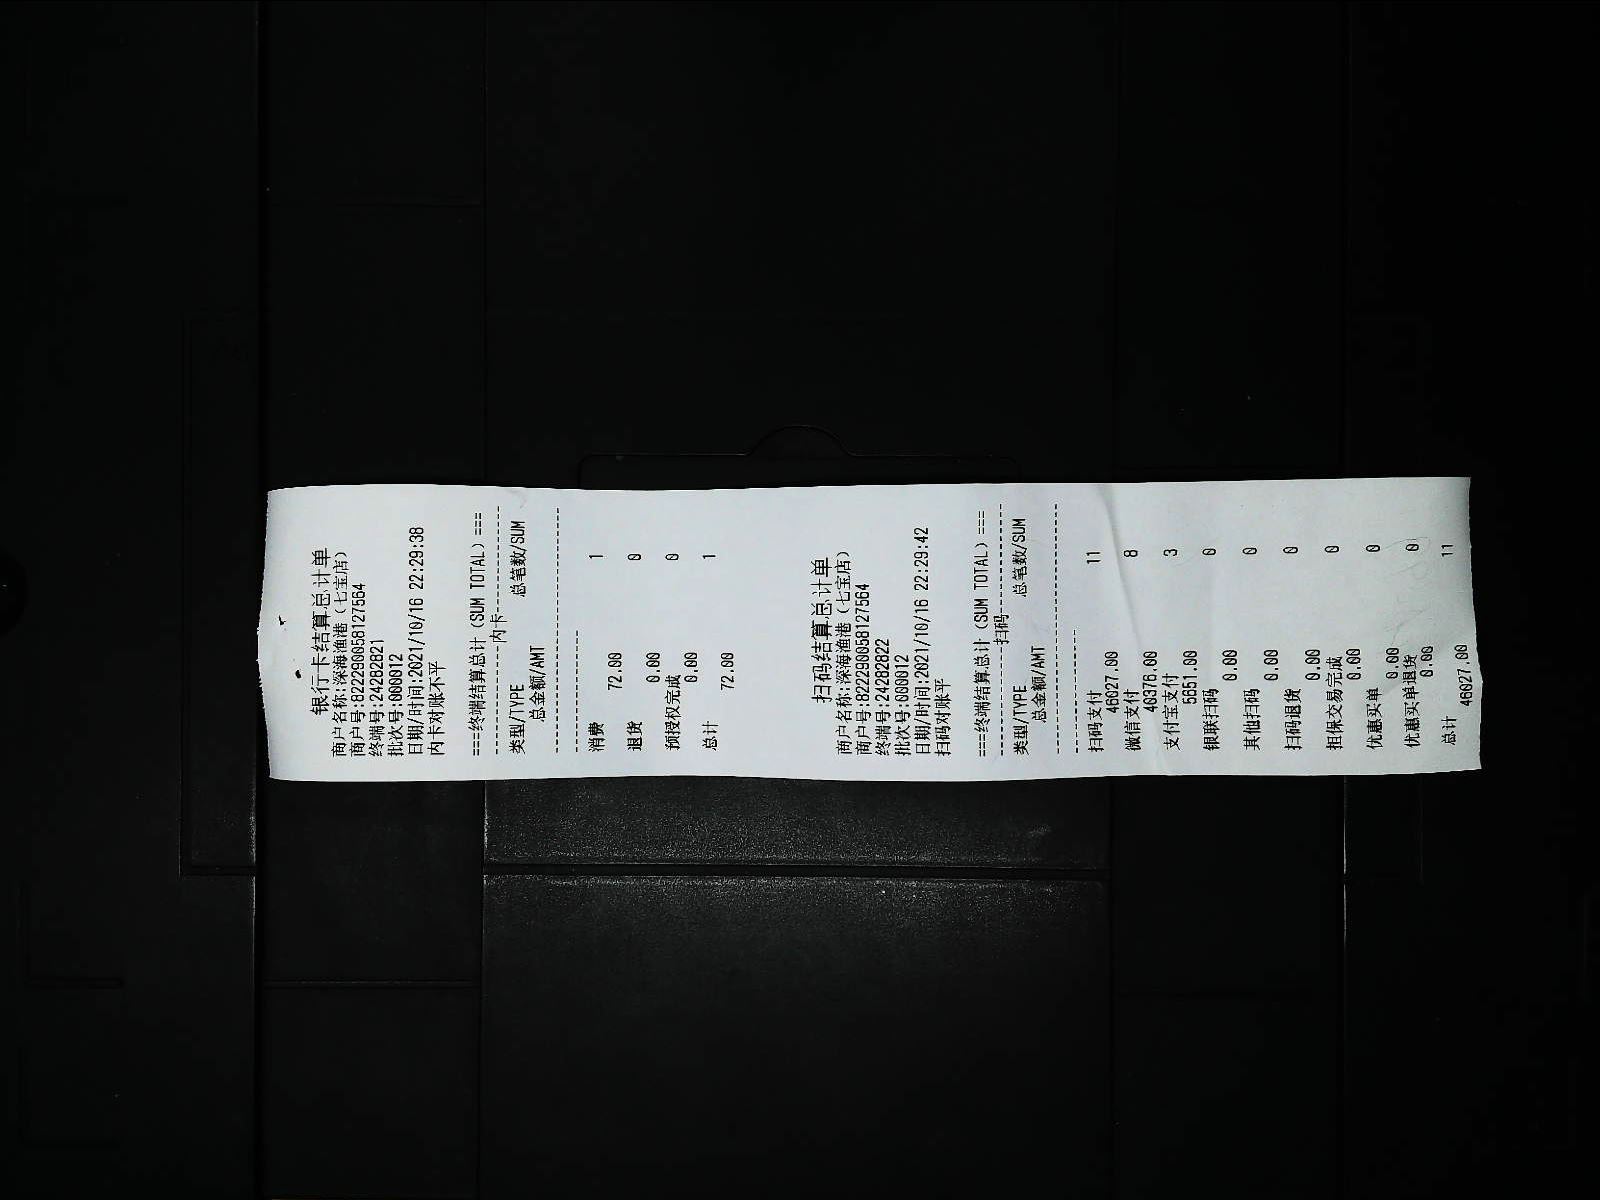 银行卡结算总计单
商户名称:深海渔港（七宝店）
商户号:822290058127564
终端号:24282821
批次号:000012
日期/时间:2021/10/16 22:29:38
内卡对账不平
===终端结算总计（SUM TOTAL）===
----------内卡----------
类型/TYPE 总笔数/SUM
总金额/AMT
消费 1
72.00
退货 0
0.00
预授权完成 0
0.00
总计 1
72.00
扫码结算总计单
商户名称:深海渔港（七宝店）
商户号:822290058127564
终端号:24282822
批次号:000012
日期/时间:2021/10/16 22:29:42
扫码对账平
===终端结算总计（SUM TOTAL）===
----------扫码----------
类型/TYPE 总笔数/SUM
总金额/AMT
扫码支付 11
46027.00
微信支付 8
40376.00
支付宝支付 3
5651.00
银联扫码 0
0.00
其他扫码 0
0.00
扫码退货 0
0.00
担保交易完成 0
0.00
优惠买单 0
0.00
优惠买单退货 0
0.00
总计 11
46027.00